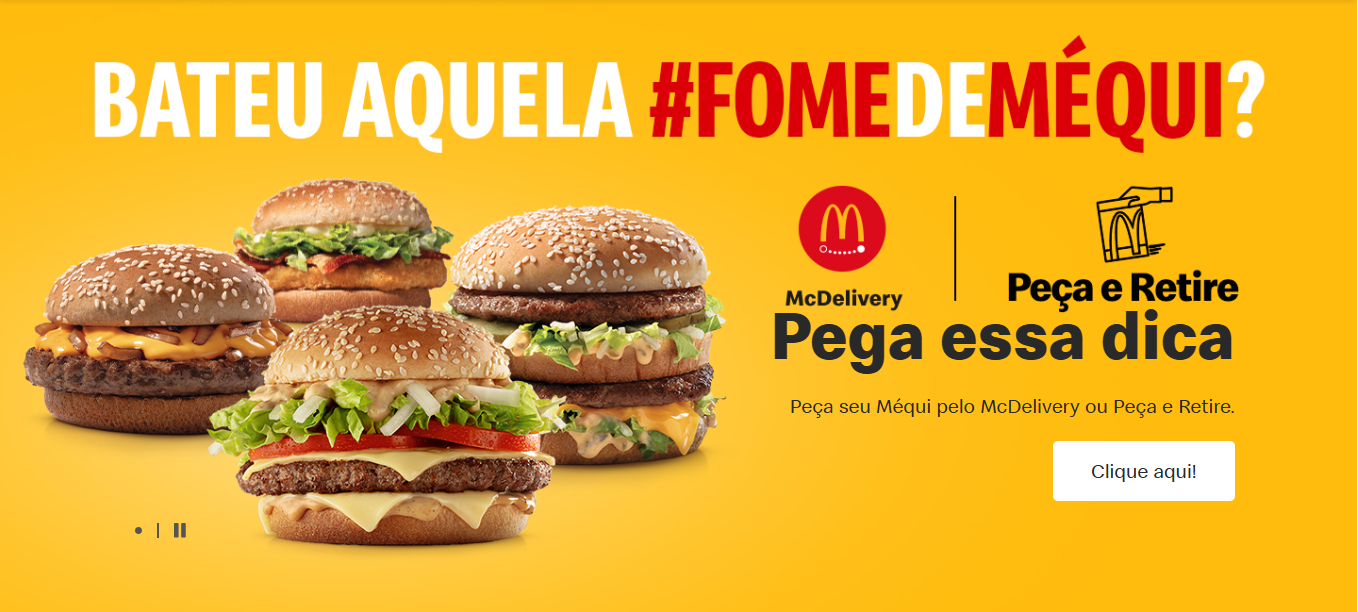 BATEU AQUELA #FOMEDEMÉQUI?
McDelivery
Peça e Retire
Pega essa dica
Peça seu Méqui pelo McDelivery ou Peça e Retire.
Clique aqui!